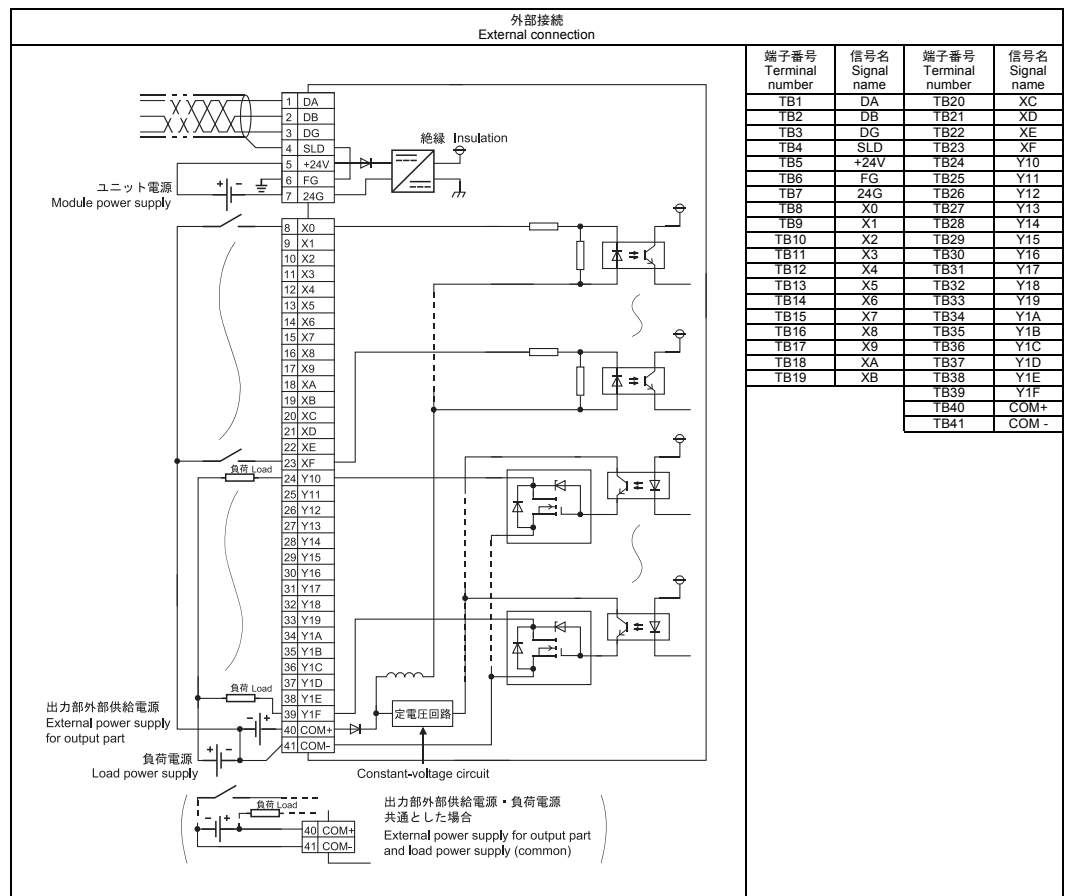 外部接続
External connection
1 DA
2 DB
3 DG
4 SLD
5 +24V
6 FG
7 24G
絶縁 Insulation
ユニット電源
Module power supply
+ -
8 X0
9 X1
10 X2
11 X3
12 X4
13 X5
14 X6
15 X7
16 X8
17 X9
18 XA
19 XB
20 XC
21 XD
22 XE
23 XF
24 Y10
25 Y11
26 Y12
27 Y13
28 Y14
29 Y15
30 Y16
31 Y17
32 Y18
33 Y19
34 Y1A
35 Y1B
36 Y1C
37 Y1D
38 Y1E
39 Y1F
40 COM+
41 COM-
負荷 Load
負荷 Load
出力部外部供給電源
External power supply
for output part
- +
負荷電源
Load power supply
+ -
定電圧回路
Constant-voltage circuit
負荷 Load
- +
40 COM+
41 COM-
出力部外部供給電源・負荷電源
共通とした場合
External power supply for output part
and load power supply (common)
端子番号 信号名 端子番号 信号名
Terminal Signal Terminal Signal
number name number name
TB1 DA TB20 XC
TB2 DB TB21 XD
TB3 DG TB22 XE
TB4 SLD TB23 XF
TB5 +24V TB24 Y10
TB6 FG TB25 Y11
TB7 24G TB26 Y12
TB8 X0 TB27 Y13
TB9 X1 TB28 Y14
TB10 X2 TB29 Y15
TB11 X3 TB30 Y16
TB12 X4 TB31 Y17
TB13 X5 TB32 Y18
TB14 X6 TB33 Y19
TB15 X7 TB34 Y1A
TB16 X8 TB35 Y1B
TB17 X9 TB36 Y1C
TB18 XA TB37 Y1D
TB19 XB TB38 Y1E
TB39 Y1F
TB40 COM+
TB41 COM -